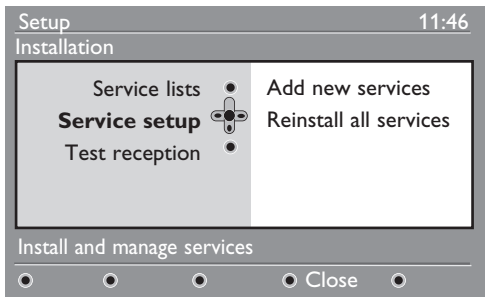 Setup 11:46
Installation
Service lists
Service setup
Test reception
Add new services
Reinstall all services
Install and manage services
Close